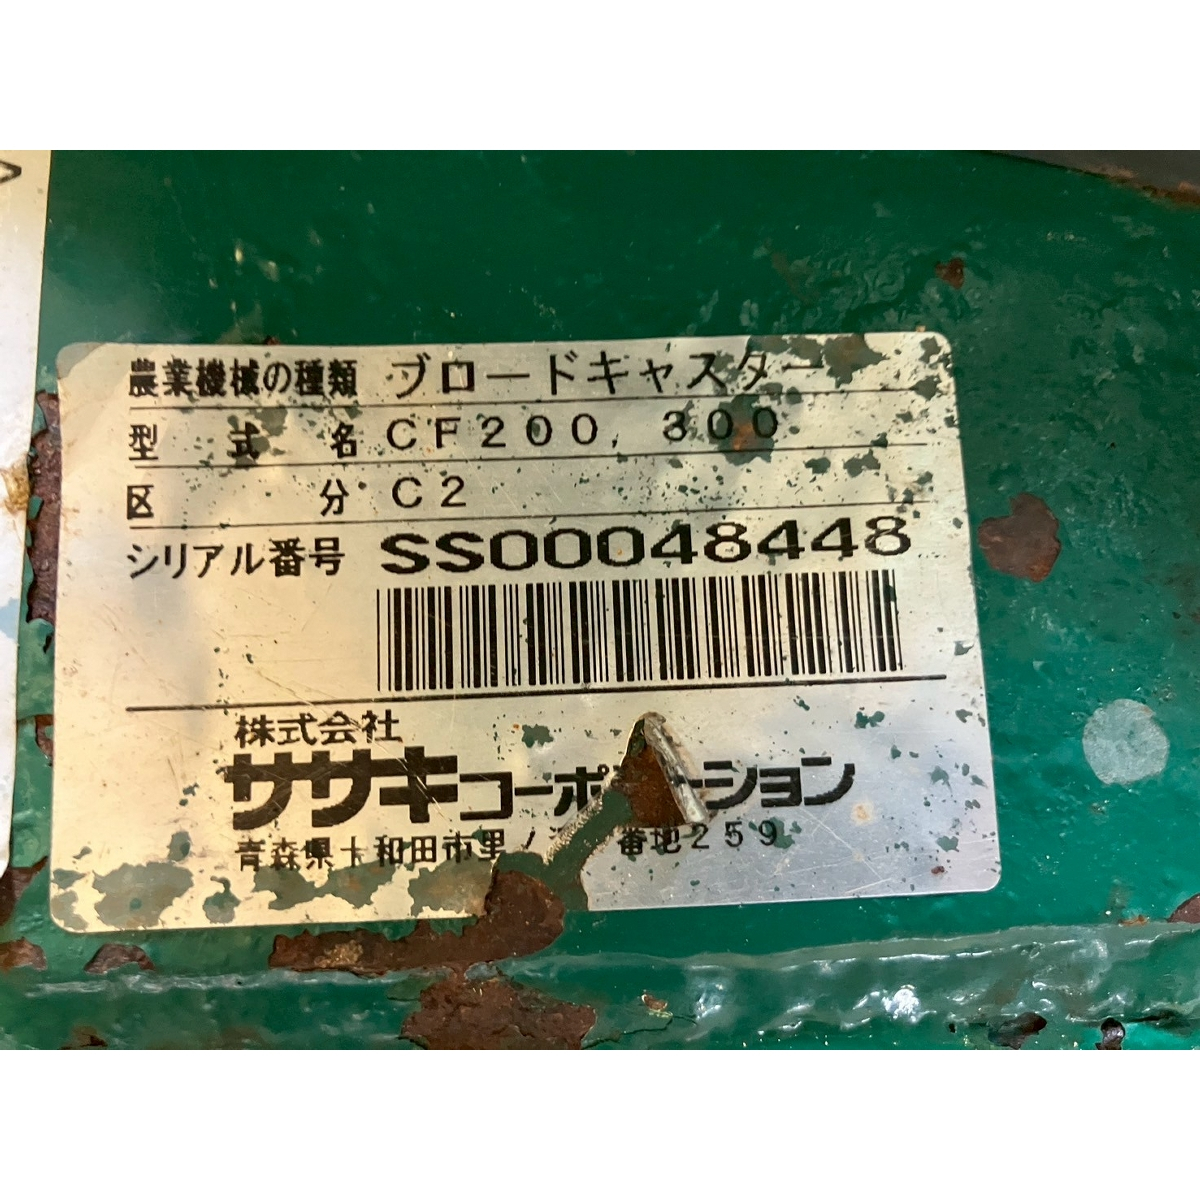 農業機械の種類 ブロードキャスター
型式名 CF200, 300
区分 C2
シリアル番号 SS00048448
株式会社
ササキコーポレーション
青森県十和田市里ノ 番地259